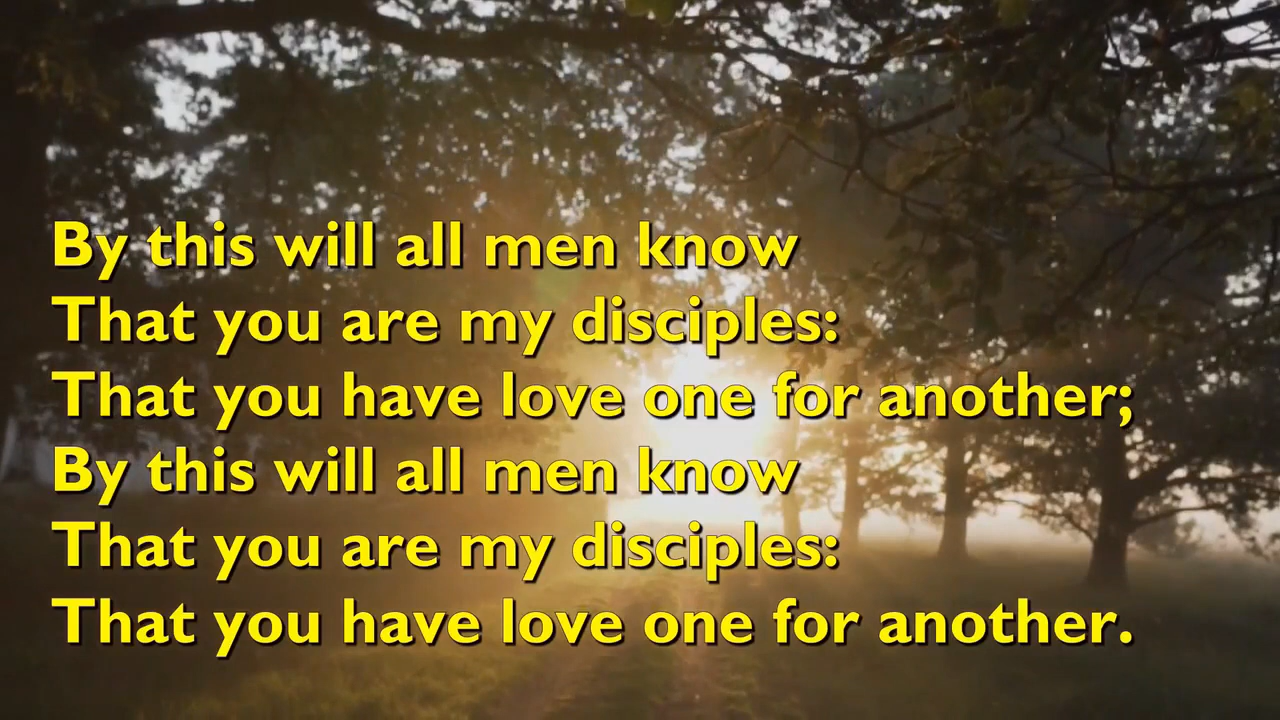 By this will all men know
That you are my disciples:
That you have love one for another;
By this will all men know
That you are my disciples:
That you have love one for another.